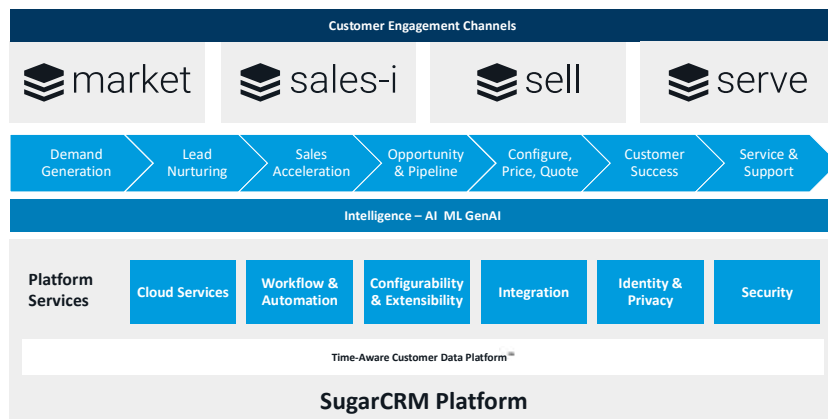 Customer Engagement Channels
market
sales-i
sell
serve
Demand
Generation
Lead
Nurturing
Sales
Acceleration
Opportunity
& Pipeline
Configure,
Price, Quote
Customer
Success
Service &
Support
Intelligence – AI ML GenAI
Platform
Services
Cloud Services
Workflow &
Automation
Configurability
& Extensibility
Integration
Identity &
Privacy
Security
Time-Aware Customer Data Platform
SugarCRM Platform